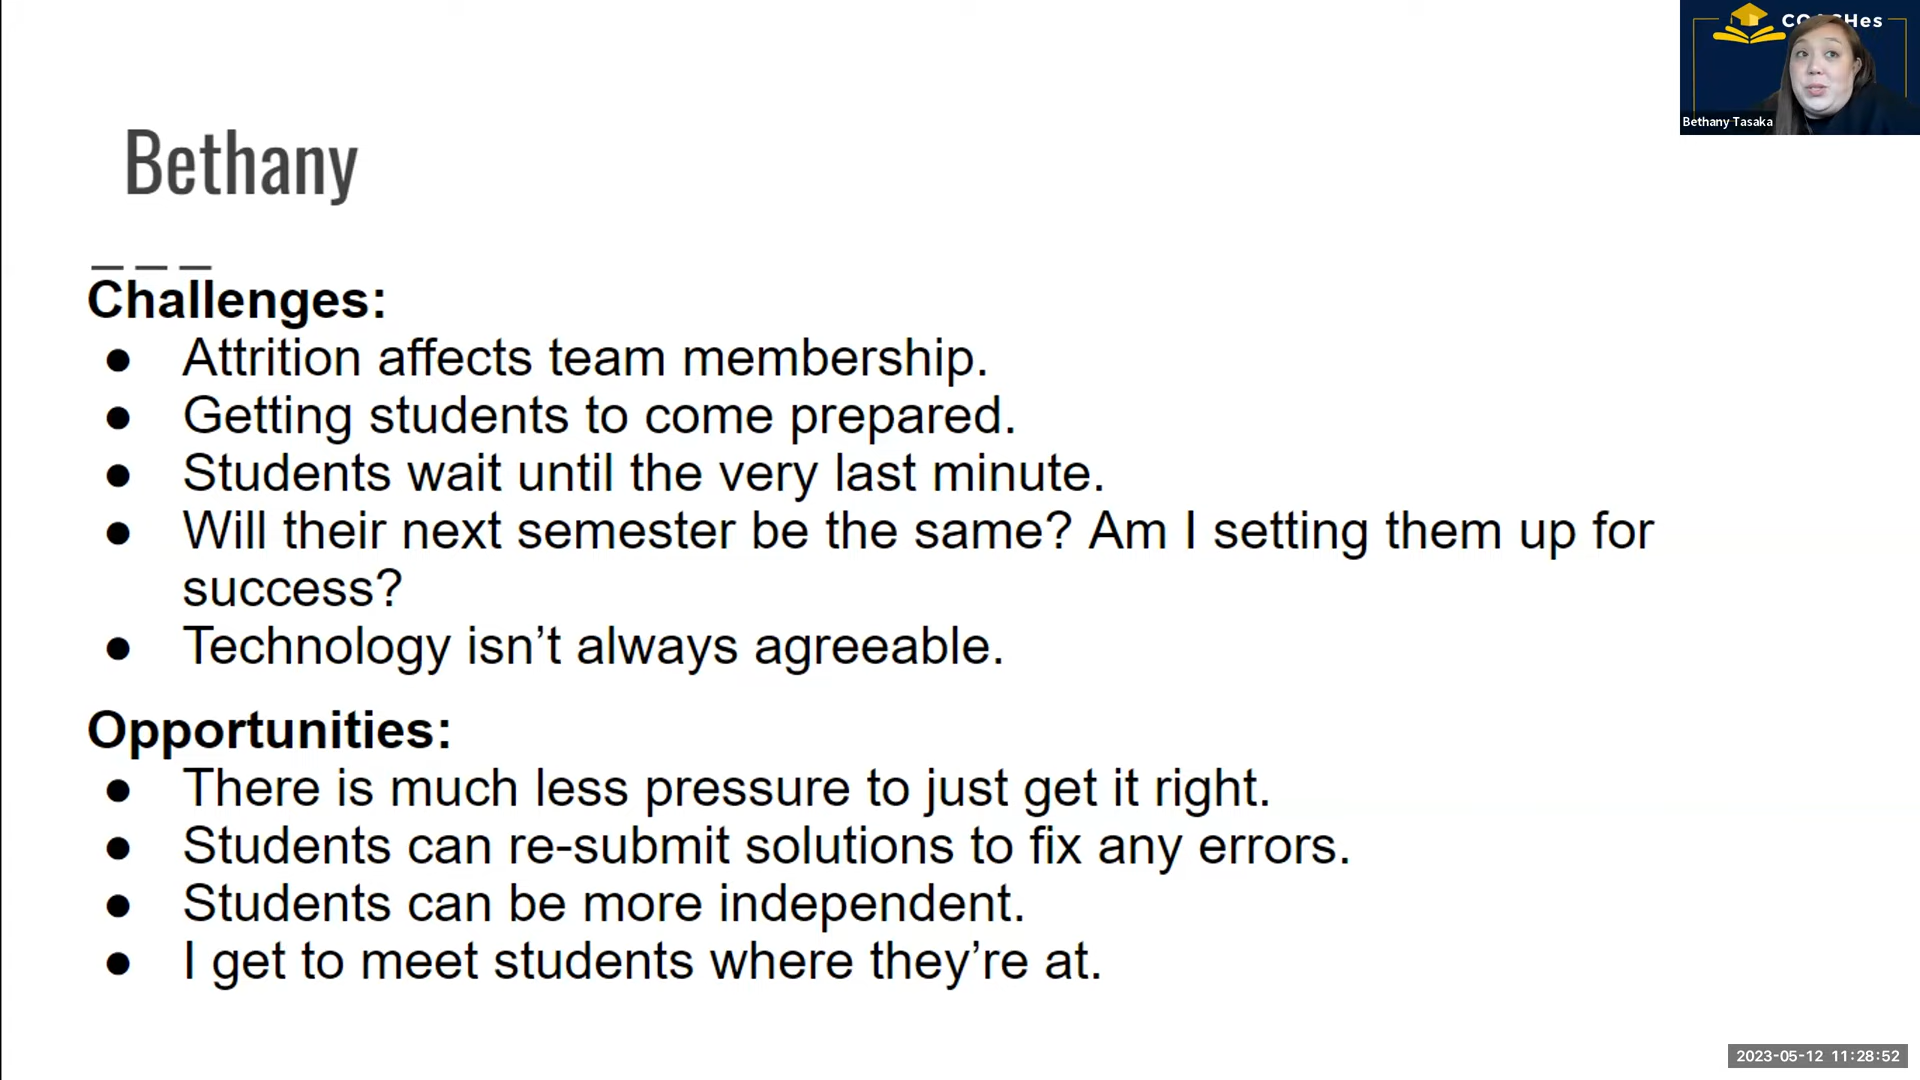 COACHes
Bethany Tasaka
Bethany
Challenges:
● Attrition affects team membership.
● Getting students to come prepared.
● Students wait until the very last minute.
● Will their next semester be the same? Am I setting them up for
success?
● Technology isn’t always agreeable.
Opportunities:
● There is much less pressure to just get it right.
● Students can re-submit solutions to fix any errors.
● Students can be more independent.
● I get to meet students where they’re at.
2023-05-12 11:28:52